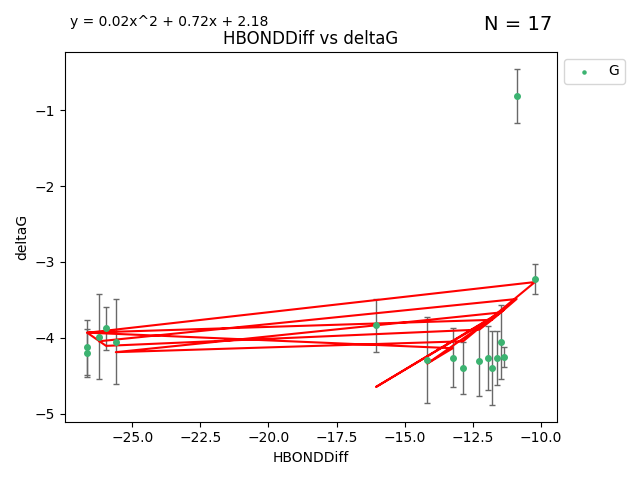 y = 0.02x^2 + 0.72x + 2.18
N = 17
HBONDDiff vs deltaG
G
−1
−2
−3
−4
−5
deltaG
−25.0
−22.5
−20.0
−17.5
−15.0
−12.5
−10.0
HBONDDiff